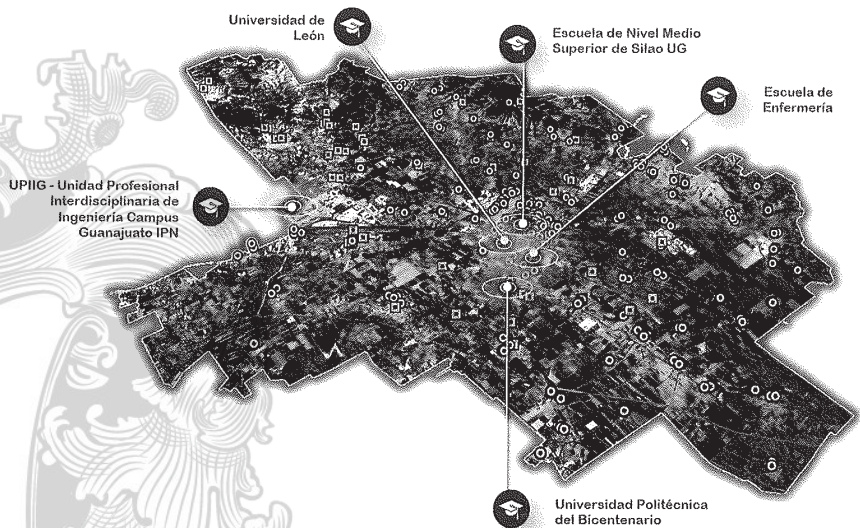 Universidad de
León
Escuela de Nivel Medio
Superior de Silao UG
Escuela de
Enfermería
UPIIG - Unidad Profesional
Interdisciplinaria de
Ingeniería Campus
Guanajuato IPN
Universidad Politécnica
del Bicentenario